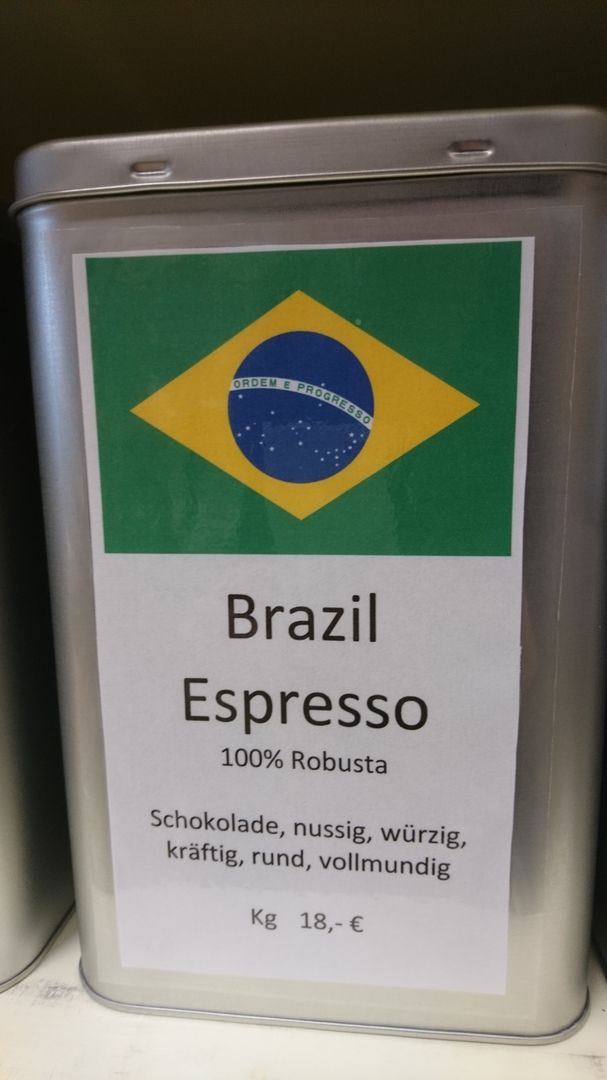 ORDEM E PROGRESSO
Brazil
Espresso
100% Robusta
Schokolade, nussig, würzig,
kräftig, rund, vollmundig
Kg 18,- €